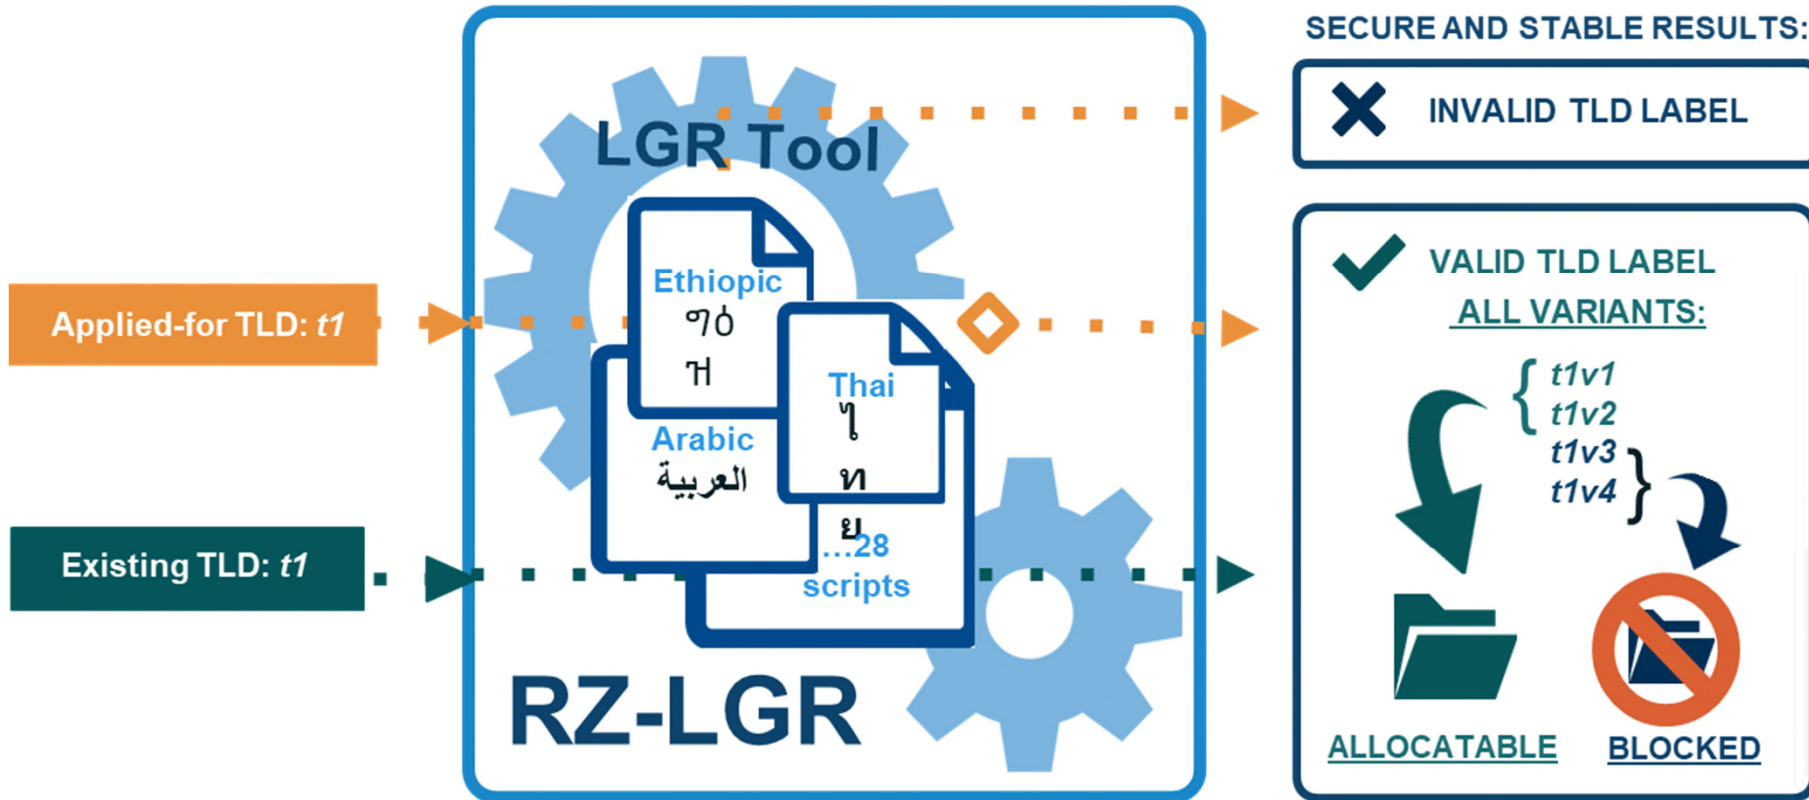 SECURE AND STABLE RESULTS:
INVALID TLD LABEL
LGR Tool
Ethiopic
ግዕ
ዝ
Thai
ไ
ท
ย
Arabic
العربية
...28
scripts
RZ-LGR
Applied-for TLD: t1
Existing TLD: t1
VALID TLD LABEL
ALL VARIANTS:
{ t1v1
t1v2
t1v3 }
t1v4
ALLOCATABLE
BLOCKED